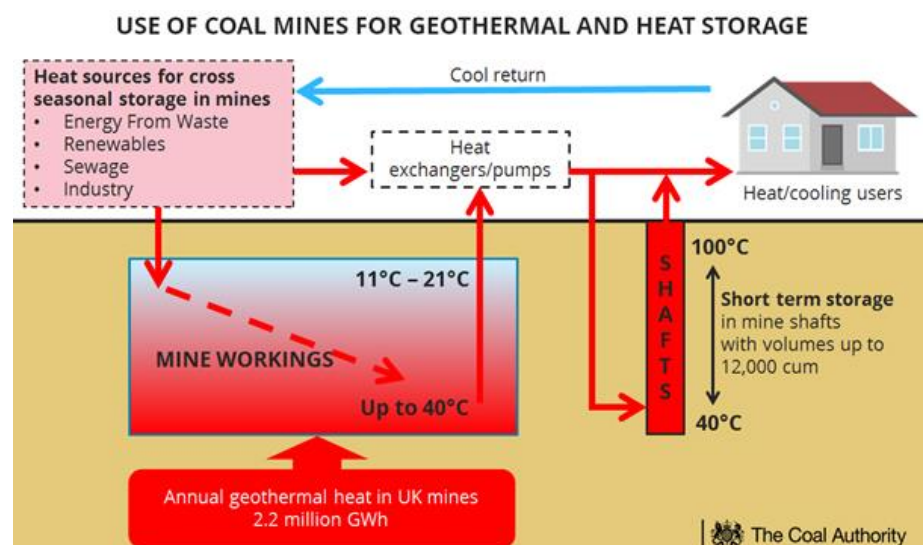 USE OF COAL MINES FOR GEOTHERMAL AND HEAT STORAGE
Heat sources for cross
seasonal storage in mines
• Energy From Waste
• Renewables
• Sewage
• Industry
Cool return
Heat
exchangers/pumps
Heat/cooling users
11°C – 21°C
MINE WORKINGS
Up to 40°C
SHAFTS
100°C
Short term storage
in mine shafts
with volumes up to
12,000 cum
40°C
Annual geothermal heat in UK mines
2.2 million GWh
The Coal Authority